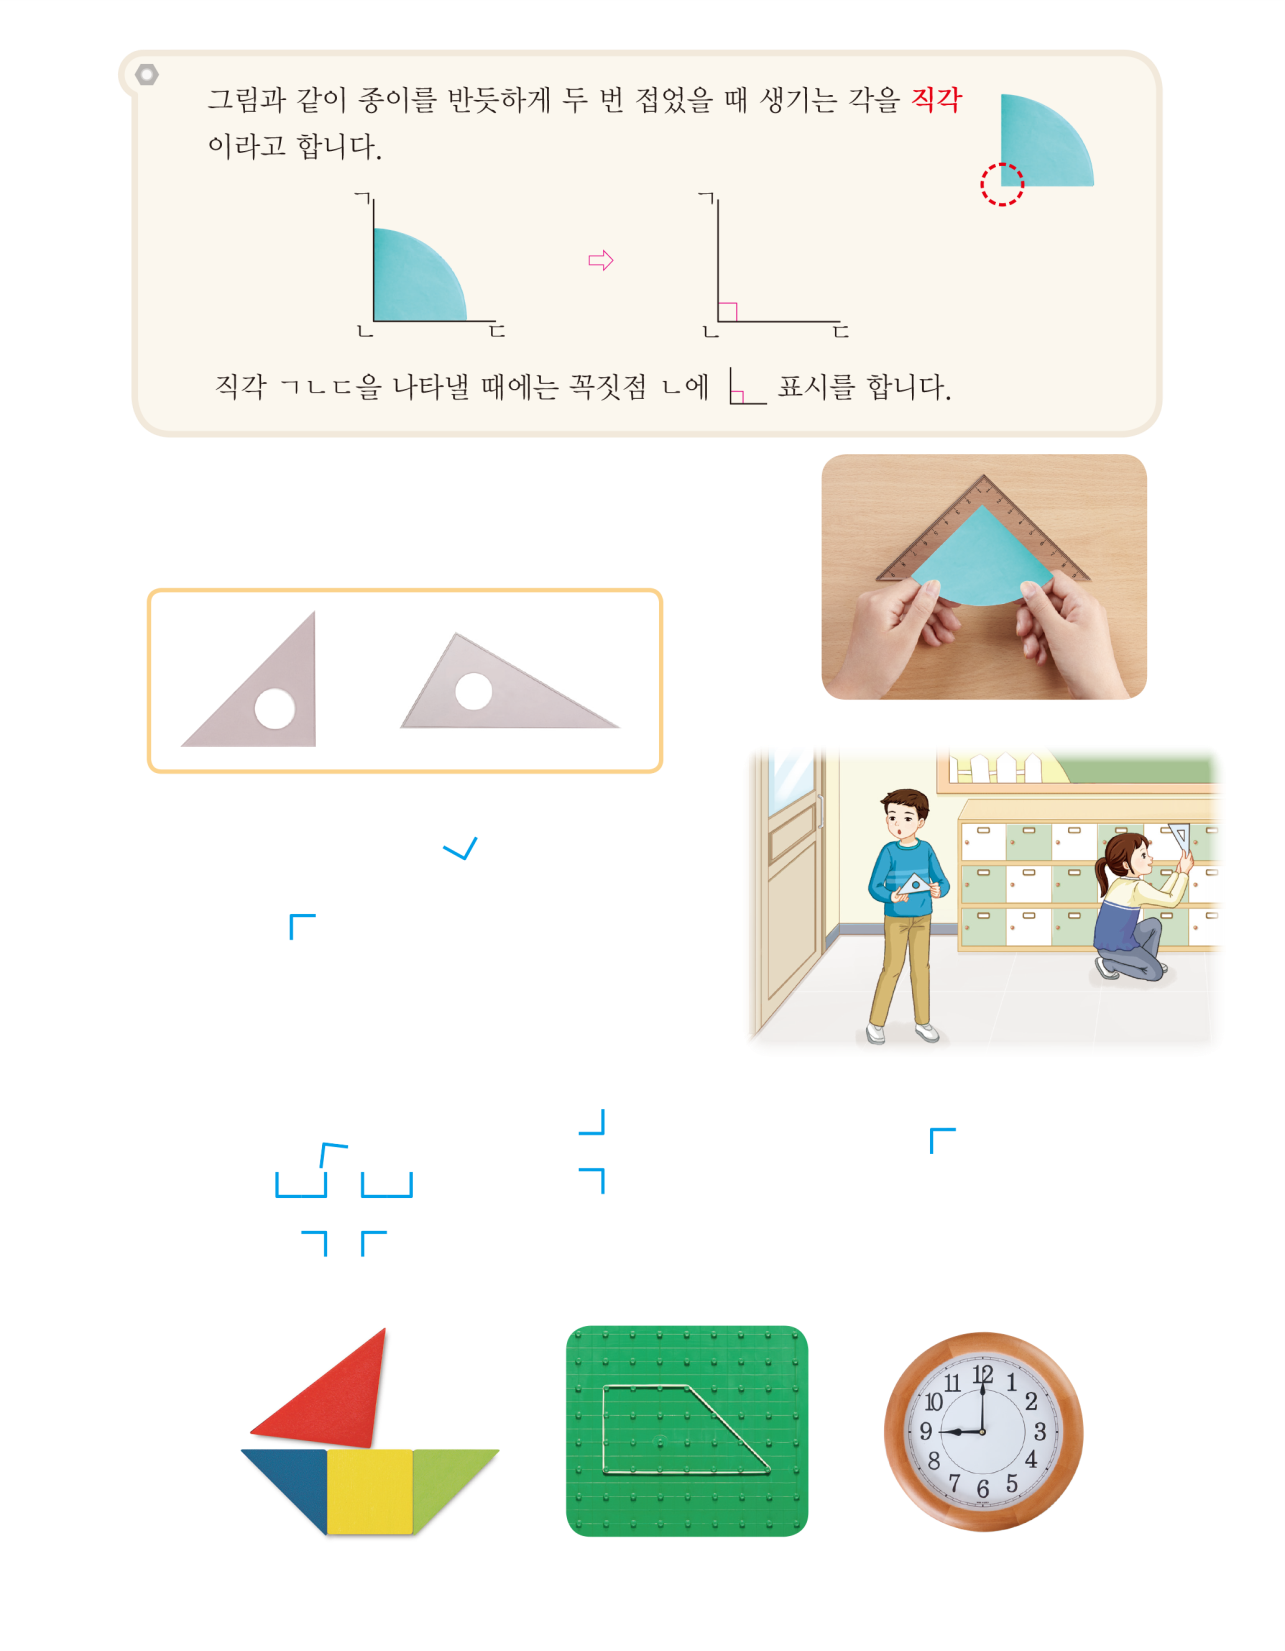 그림과 같이 종이를 반듯하게 두 번 접었을 때 생기는 각을 직각
이라고 합니다.
ㄱ ㄱ
ㄴ ㄷ ㄴ ㄷ
직각 ㄱㄴㄷ을 나타낼 때에는 꼭짓점 ㄴ에 표시를 합니다.
12
11 1
10 2
9 3
8 4
7 5
6